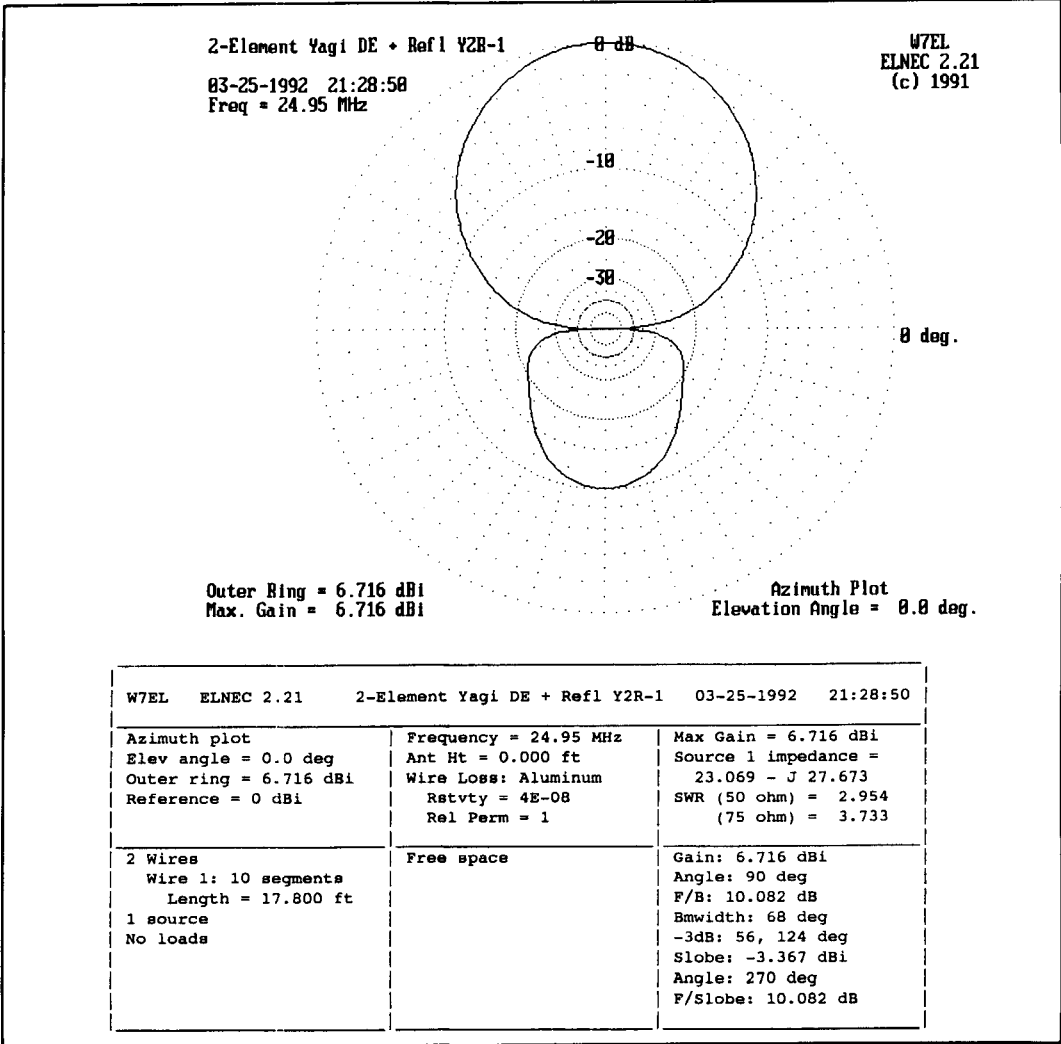 2-Element Yagi DE + Refl Y2R-1
0 dB
W7EL
ELNEC 2.21
(c) 1991
03-25-1992 21:28:50
Freq = 24.95 MHz
-10
-20
-30
0 deg.
Outer Ring = 6.716 dBi
Max. Gain = 6.716 dBi
Azimuth Plot
Elevation Angle = 0.0 deg.
W7EL ELNEC 2.21 2-Element Yagi DE + Refl Y2R-1 03-25-1992 21:28:50
Azimuth plot
Elev angle = 0.0 deg
Outer ring = 6.716 dBi
Reference = 0 dBi
Frequency = 24.95 MHz
Ant Ht = 0.000 ft
Wire Loss: Aluminum
Rstvty = 4E-08
Rel Perm = 1
Max Gain = 6.716 dBi
Source 1 impedance =
23.069 - J 27.673
SWR (50 ohm) = 2.954
(75 ohm) = 3.733
2 Wires
Wire 1: 10 segments
Length = 17.800 ft
1 source
No loads
Free space
Gain: 6.716 dBi
Angle: 90 deg
F/B: 10.082 dB
Bmwidth: 68 deg
-3dB: 56, 124 deg
Slobe: -3.367 dBi
Angle: 270 deg
F/Slobe: 10.082 dB